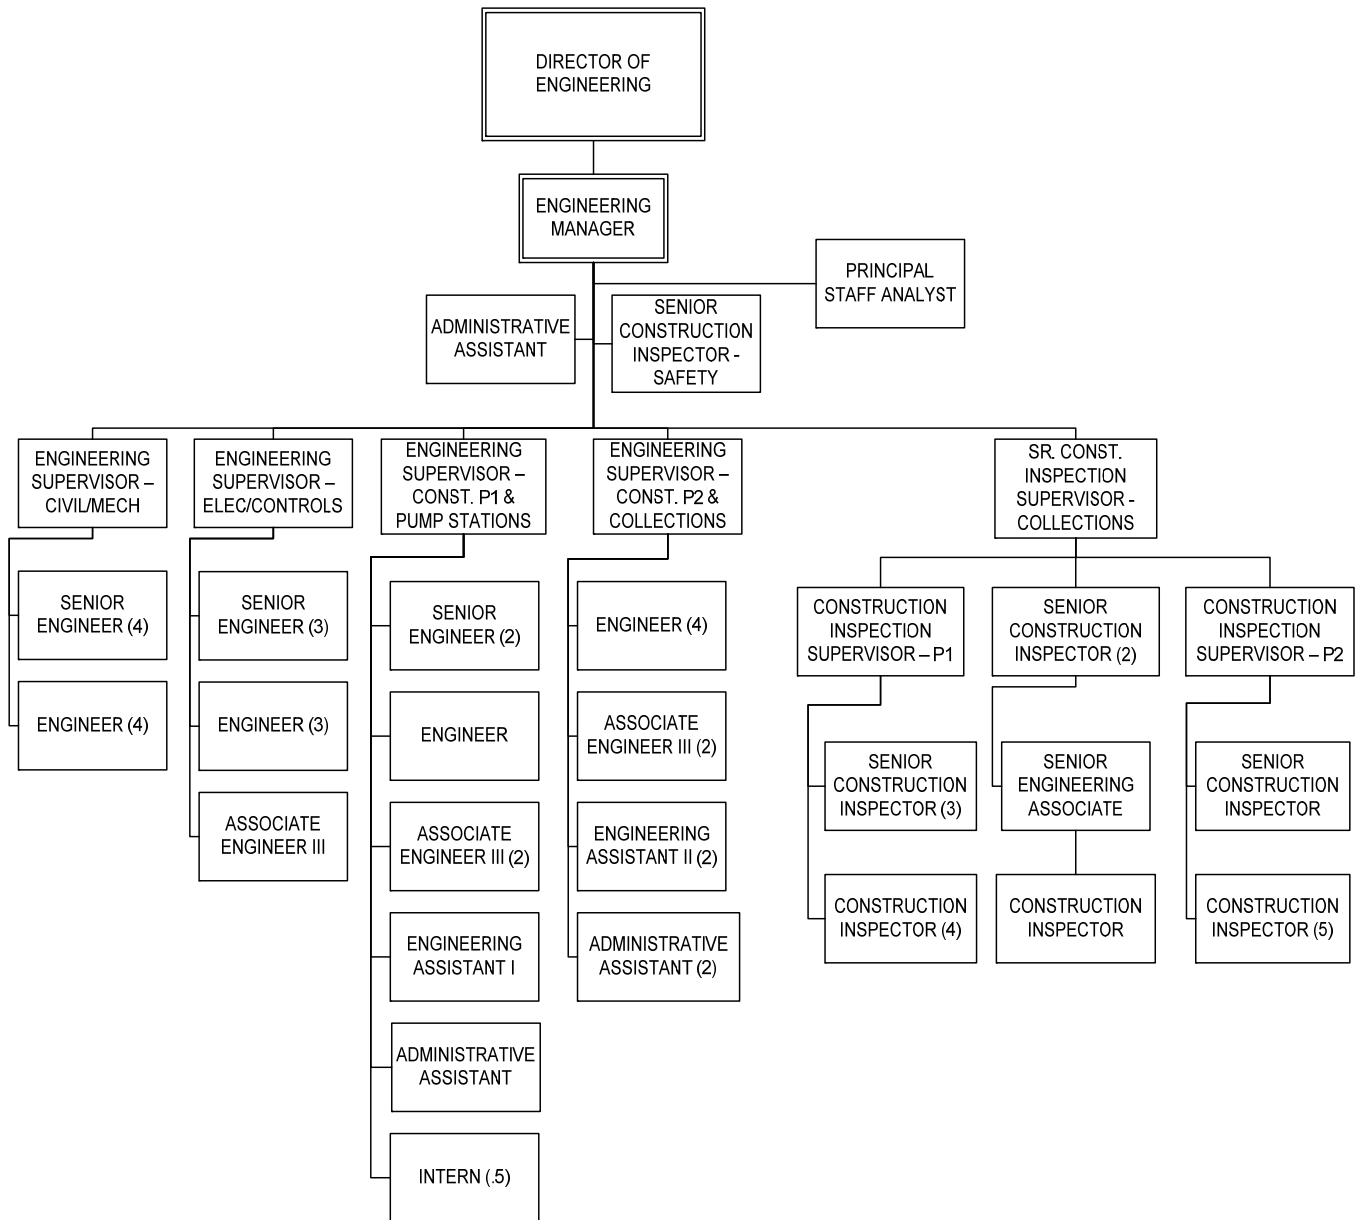 DIRECTOR OF
ENGINEERING
ENGINEERING
MANAGER
PRINCIPAL
STAFF ANALYST
ADMINISTRATIVE
ASSISTANT
SENIOR
CONSTRUCTION
INSPECTOR -
SAFETY
ENGINEERING
SUPERVISOR –
CIVIL/MECH
ENGINEERING
SUPERVISOR –
ELEC/CONTROLS
ENGINEERING
SUPERVISOR –
CONST. P1 &
PUMP STATIONS
ENGINEERING
SUPERVISOR –
CONST. P2 &
COLLECTIONS
SR. CONST.
INSPECTION
SUPERVISOR -
COLLECTIONS
SENIOR
ENGINEER (4)
ENGINEER (4)
SENIOR
ENGINEER (3)
ENGINEER (3)
ASSOCIATE
ENGINEER III
SENIOR
ENGINEER (2)
ENGINEER
ASSOCIATE
ENGINEER III (2)
ENGINEERING
ASSISTANT I
ADMINISTRATIVE
ASSISTANT
INTERN (.5)
ENGINEER (4)
ASSOCIATE
ENGINEER III (2)
ENGINEERING
ASSISTANT II (2)
ADMINISTRATIVE
ASSISTANT (2)
CONSTRUCTION
INSPECTION
SUPERVISOR – P1
SENIOR
CONSTRUCTION
INSPECTOR (3)
CONSTRUCTION
INSPECTOR (4)
SENIOR
CONSTRUCTION
INSPECTOR (2)
SENIOR
ENGINEERING
ASSOCIATE
CONSTRUCTION
INSPECTOR
CONSTRUCTION
INSPECTION
SUPERVISOR – P2
SENIOR
CONSTRUCTION
INSPECTOR
CONSTRUCTION
INSPECTOR (5)